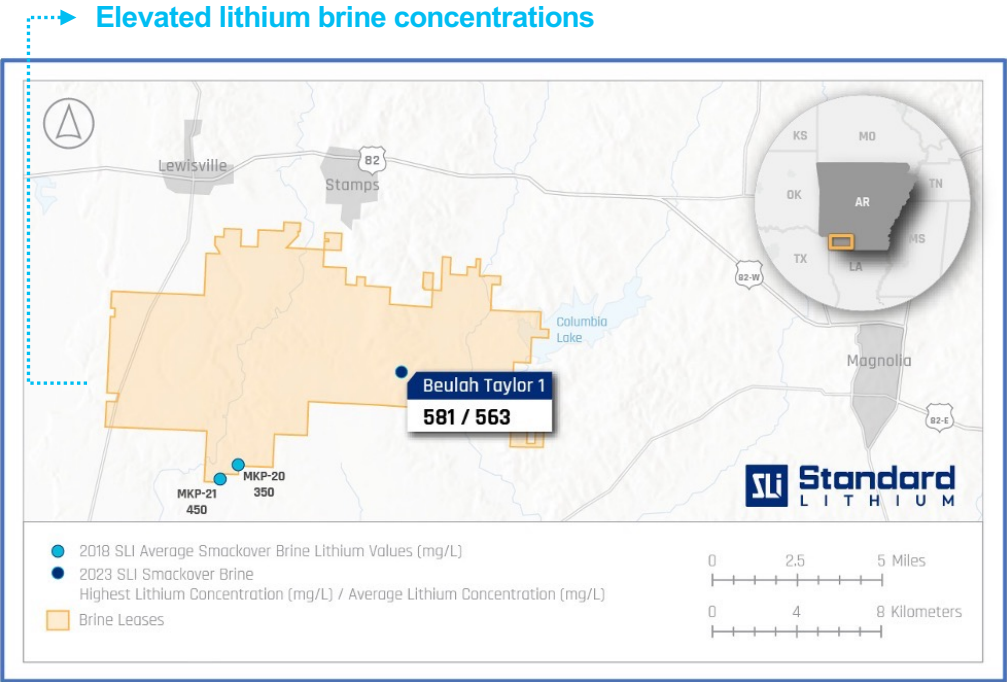 Elevated lithium brine concentrations
Lewisville
82
Stamps
KS
MO
OK
AR
TN
TX
LA
MS
82-W
Columbia
Lake
Magnolia
Beulah Taylor 1
581 / 563
82-E
MKP-20
350
MKP-21
450
SLi Standard
LITHIUM
2018 SLI Average Smackover Brine Lithium Values (mg/L)
2023 SLI Smackover Brine
Highest Lithium Concentration (mg/L) / Average Lithium Concentration (mg/L)
Brine Leases
0 2.5 5 Miles
0 4 8 Kilometers